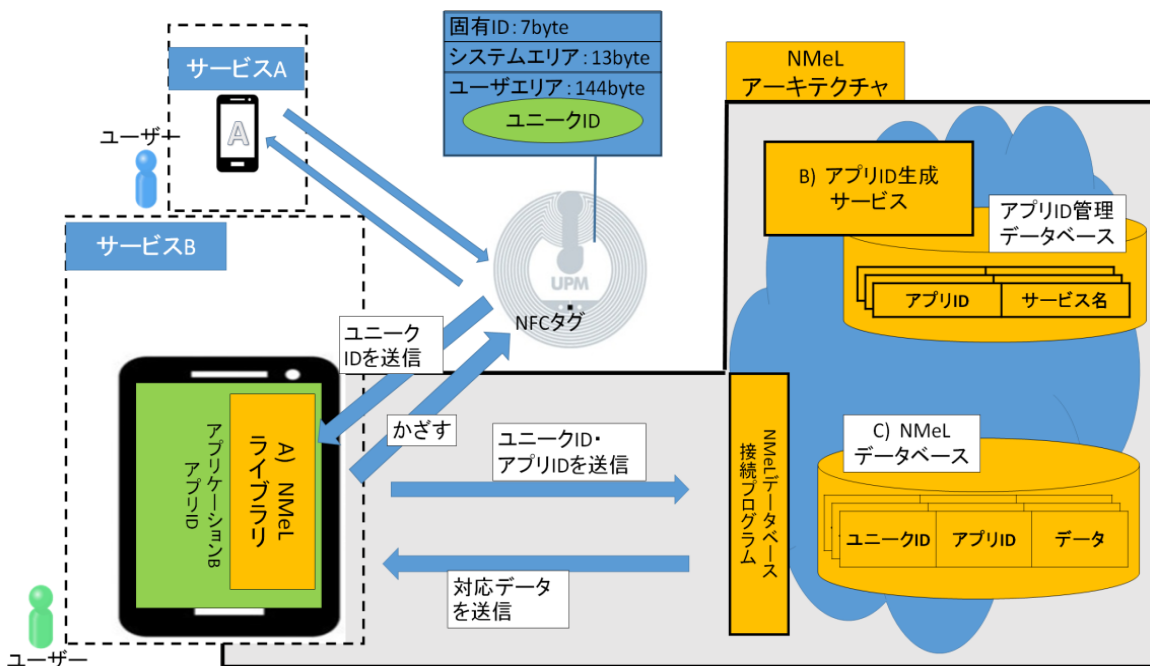 固有ID：7byte
システムエリア：13byte
ユーザエリア：144byte
ユニークID
サービスA
A
ユーザー
NMeL
アーキテクチャ
B) アプリID生成
サービス
アプリID管理
データベース
アプリID
サービス名
サービスB
UPM
NFCタグ
ユニーク
IDを送信
かざす
A) NMeL
ライブラリ
アプリケーションB
アプリID
ユニークID・
アプリIDを送信
対応データ
を送信
NMeLデータベース
接続プログラム
C) NMeL
データベース
ユニークID
アプリID
データ
ユーザー